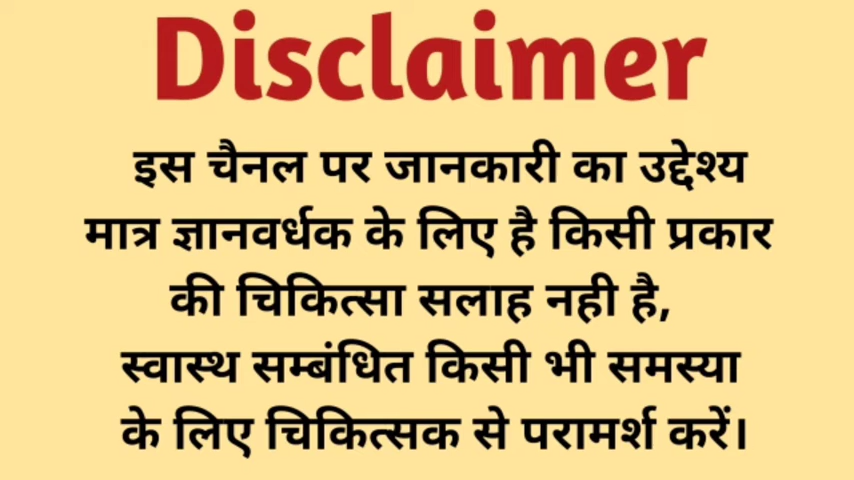 Disclaimer
इस चैनल पर जानकारी का उद्देश्य
मात्र ज्ञानवर्धक के लिए है किसी प्रकार
की चिकित्सा सलाह नही है,
स्वास्थ सम्बंधित किसी भी समस्या
के लिए चिकित्सक से परामर्श करें।